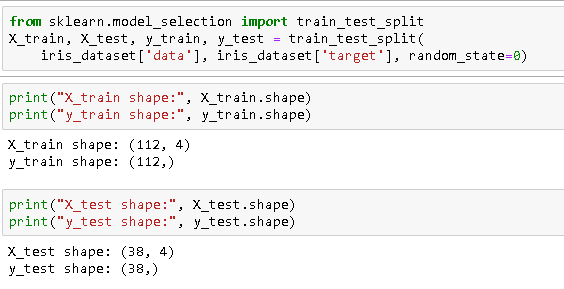 from sklearn.model_selection import train_test_split
X_train, X_test, y_train, y_test = train_test_split(
    iris_dataset['data'], iris_dataset['target'], random_state=0)
print("X_train shape:", X_train.shape)
print("y_train shape:", y_train.shape)
X_train shape: (112, 4)
y_train shape: (112,)
print("X_test shape:", X_test.shape)
print("y_test shape:", y_test.shape)
X_test shape: (38, 4)
y_test shape: (38,)